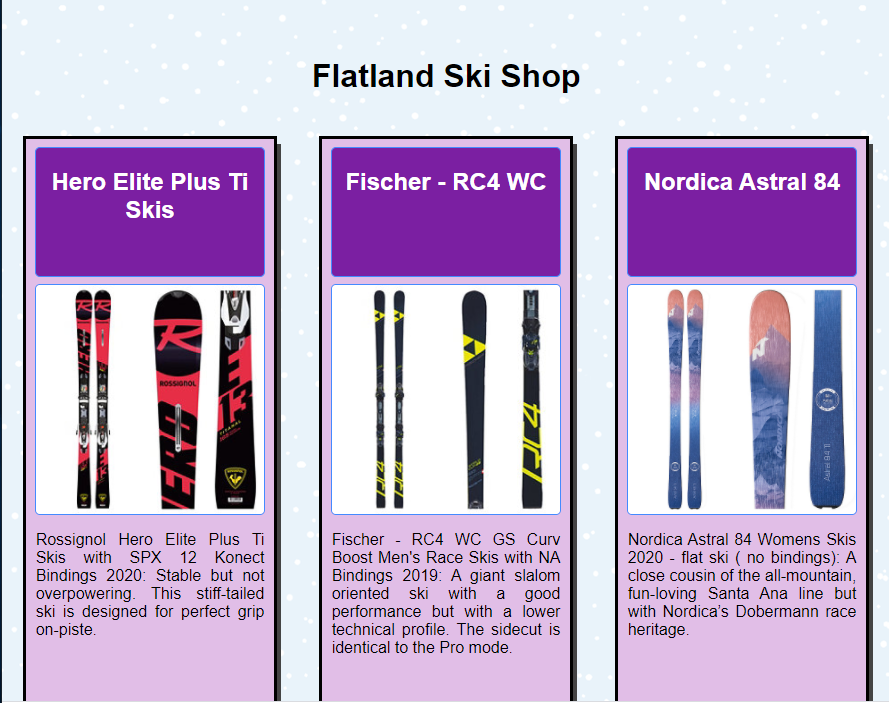 Flatland Ski Shop
Hero Elite Plus Ti
Skis
Fischer - RC4 WC
Nordica Astral 84
ROSSIGNOL
HERO
RC4
Rossignol Hero Elite Plus Ti
Skis with SPX 12 Konect
Bindings 2020: Stable but not
overpowering. This stiff-tailed
ski is designed for perfect grip
on-piste.
Fischer - RC4 WC GS Curv
Boost Men's Race Skis with NA
Bindings 2019: A giant slalom
oriented ski with a good
performance but with a lower
technical profile. The sidecut is
identical to the Pro mode.
Nordica Astral 84 Womens Skis
2020 - flat ski ( no bindings): A
close cousin of the all-mountain,
fun-loving Santa Ana line but
with Nordica’s Dobermann race
heritage.